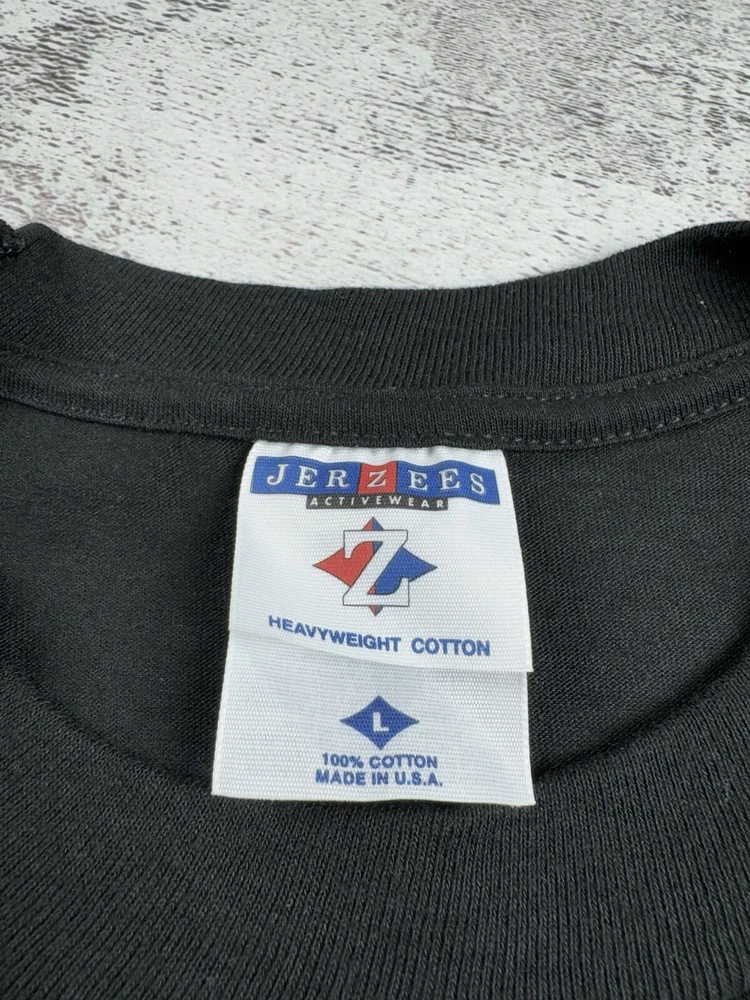 JERZEES
ACTIVEWEAR
Z
HEAVYWEIGHT COTTON
L
100% COTTON
MADE IN U.S.A.